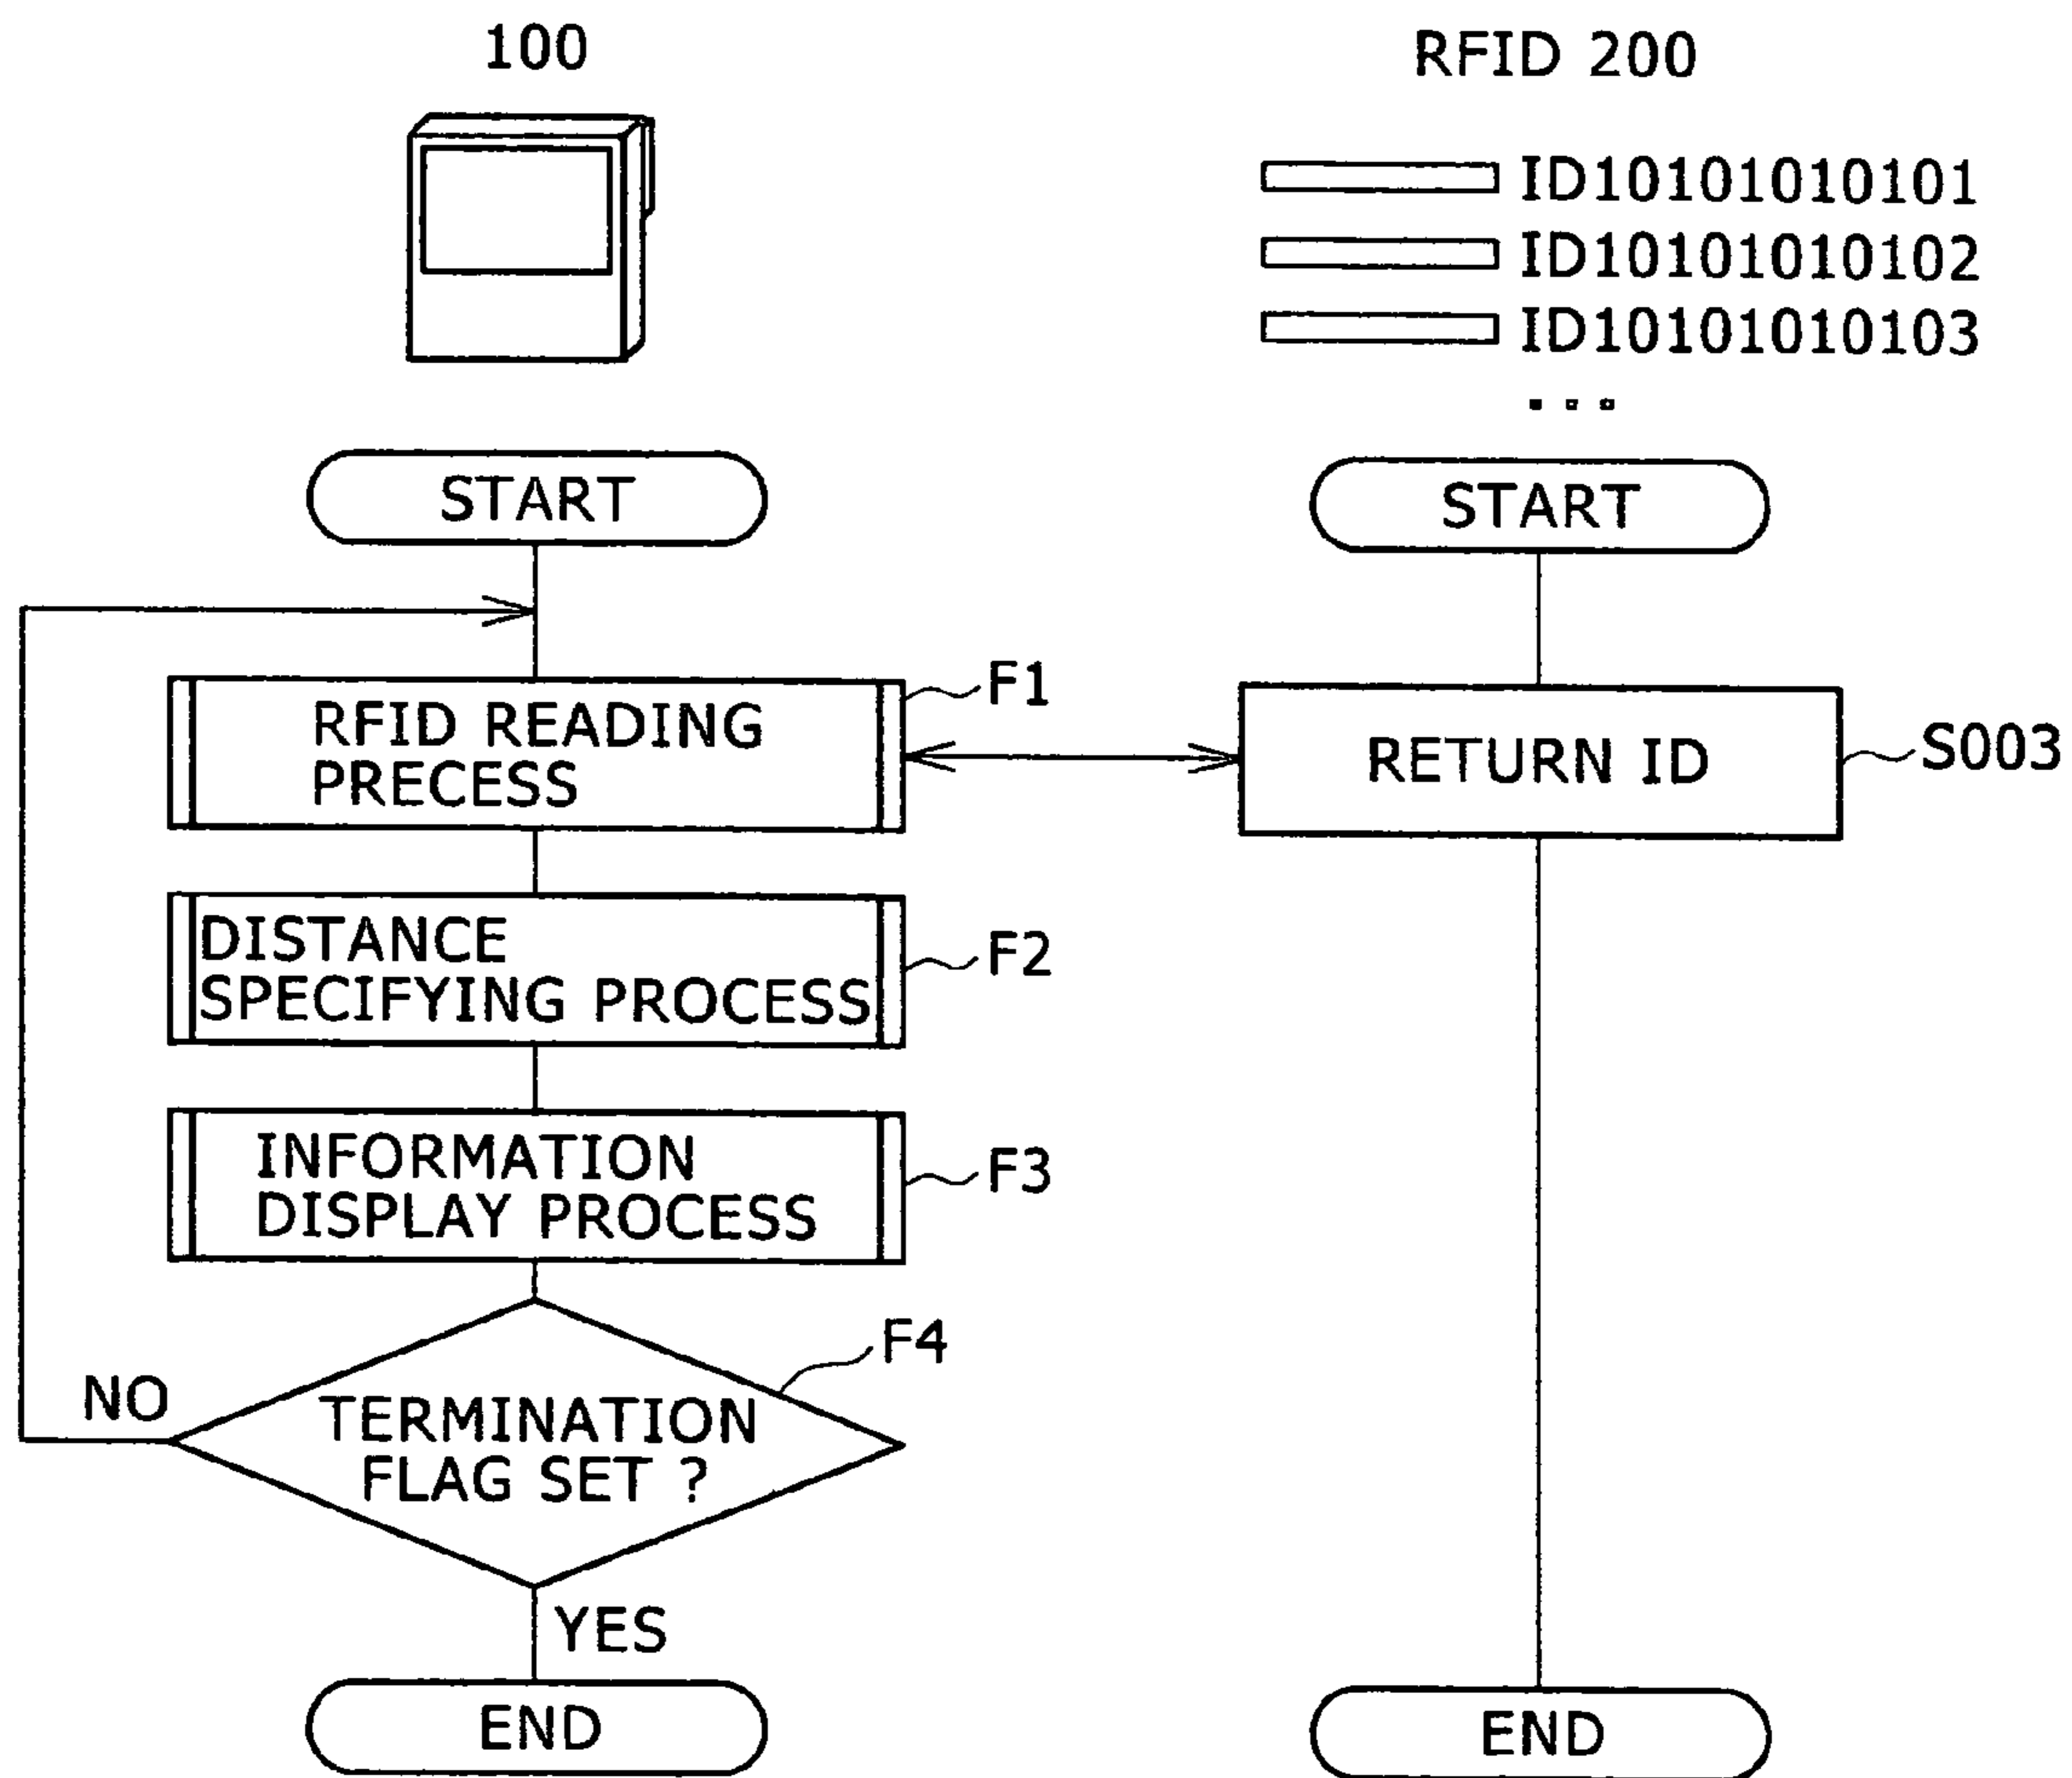 100
RFID 200
ID10101010101
ID10101010102
ID10101010103
...
START
START
RFID READING
PRECESS
F1
RETURN ID
S003
DISTANCE
SPECIFYING PROCESS
F2
INFORMATION
DISPLAY PROCESS
F3
F4
NO
TERMINATION
FLAG SET ?
YES
END
END